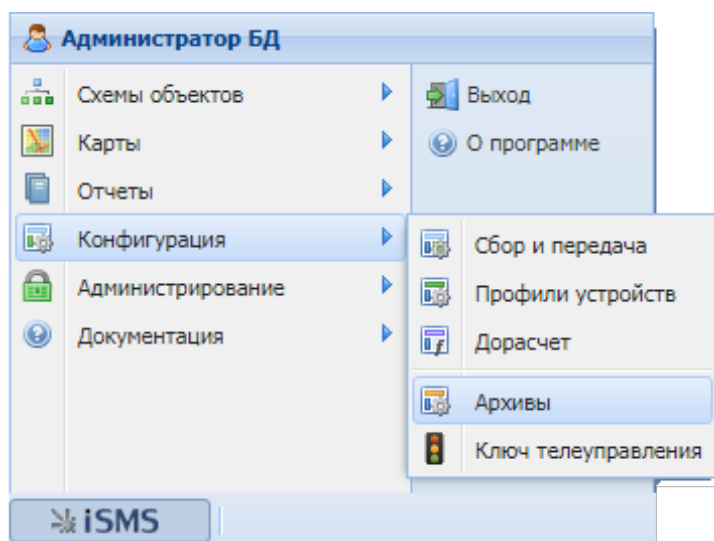 Администратор БД
Схемы объектов
Карты
Отчеты
Конфигурация
Администрирование
Документация
Выход
О программе
Сбор и передача
Профили устройств
Дорасчет
Архивы
Ключ телеуправления
iSMS